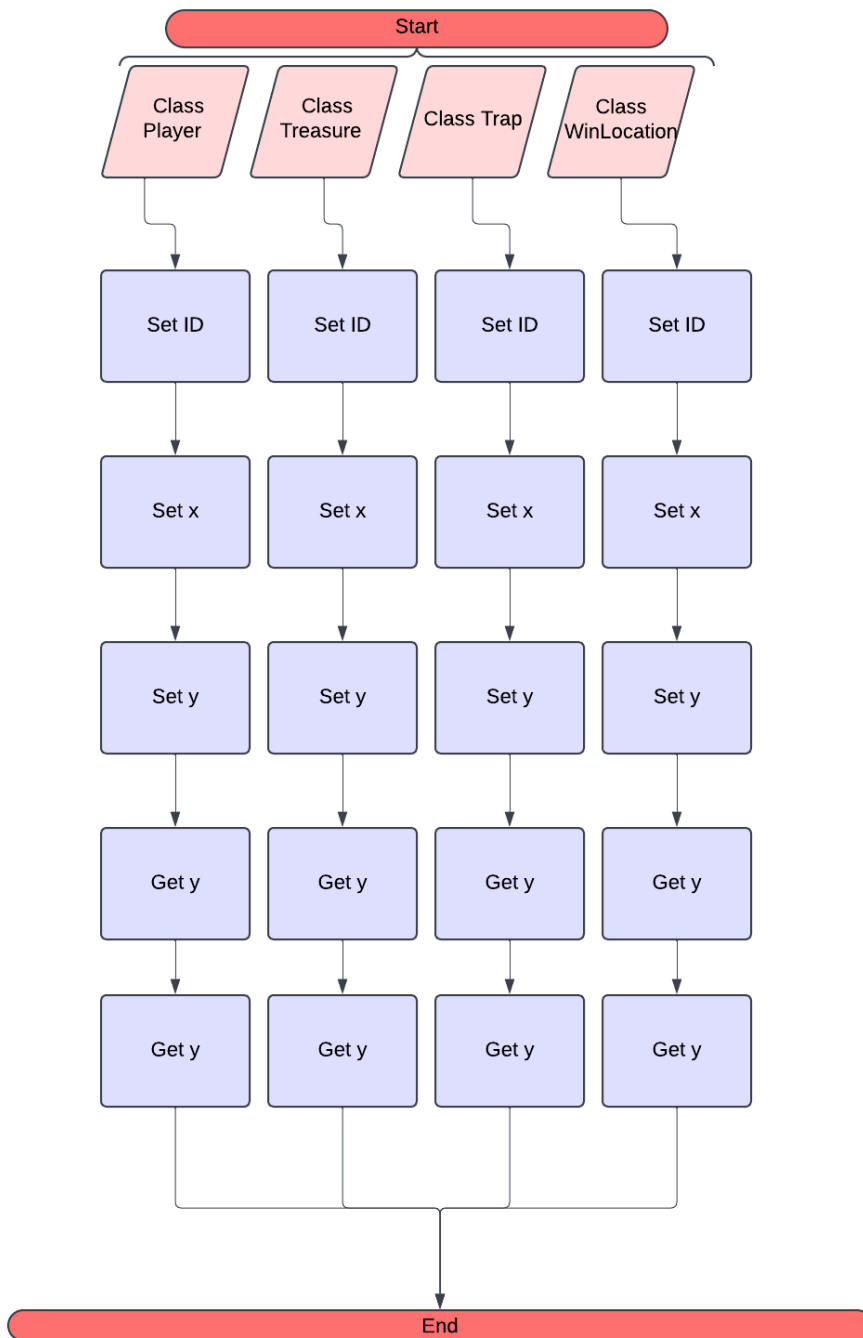 Start
Class
Player
Class
Treasure
Class Trap
Class
WinLocation
Set ID
Set ID
Set ID
Set ID
Set x
Set x
Set x
Set x
Set y
Set y
Set y
Set y
Get y
Get y
Get y
Get y
Get y
Get y
Get y
Get y
End